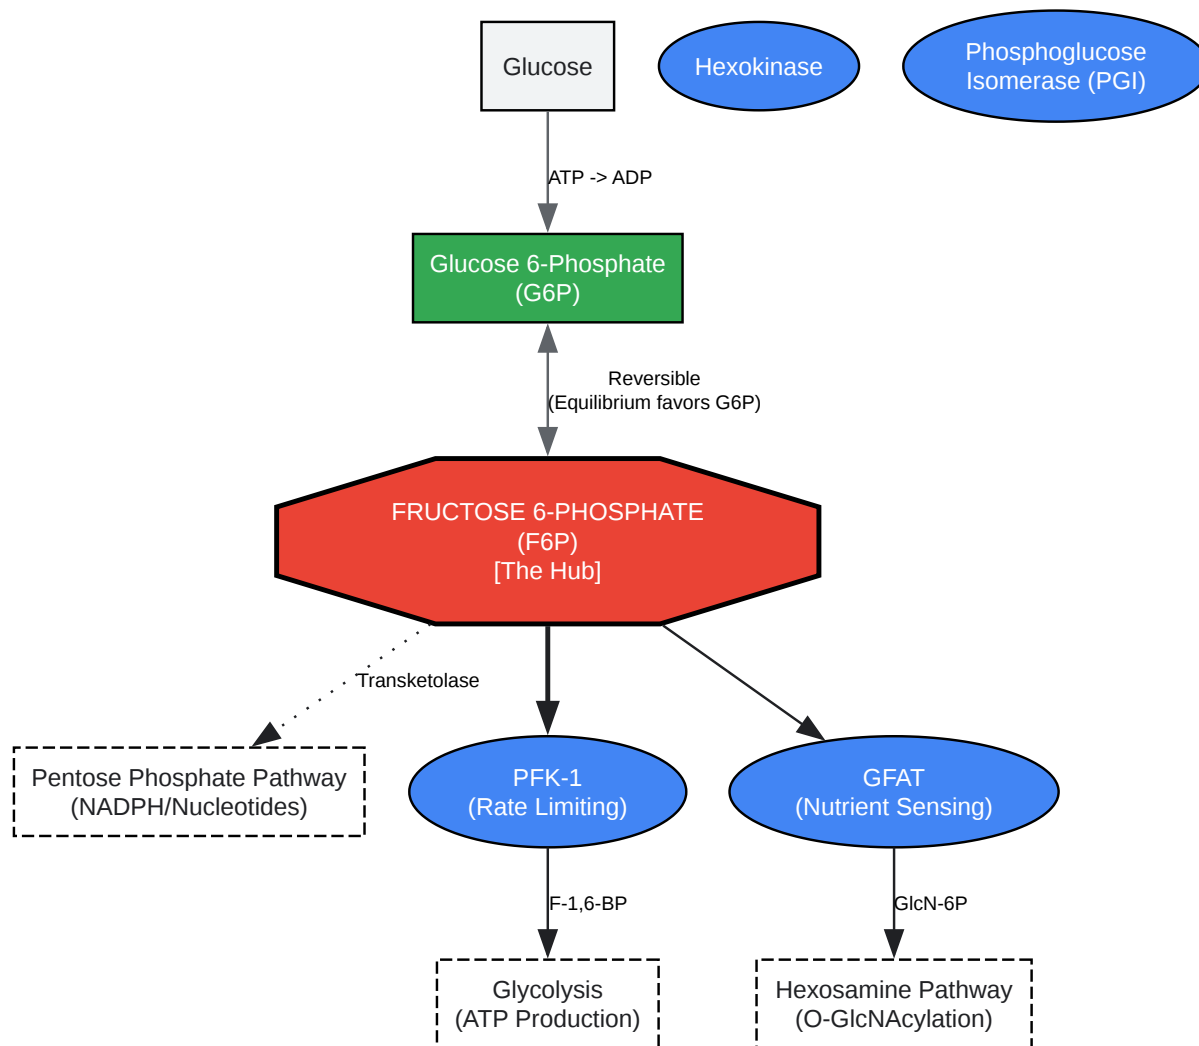 Glucose
Hexokinase
Phosphoglucose
Isomerase (PGI)
ATP -> ADP
Glucose 6-Phosphate
(G6P)
Reversible
(Equilibrium favors G6P)
FRUCTOSE 6-PHOSPHATE
(F6P)
[The Hub]
Transketolase
Pentose Phosphate Pathway
(NADPH/Nucleotides)
PFK-1
(Rate Limiting)
GFAT
(Nutrient Sensing)
F-1,6-BP
GlcN-6P
Glycolysis
(ATP Production)
Hexosamine Pathway
(O-GlcNAcylation)